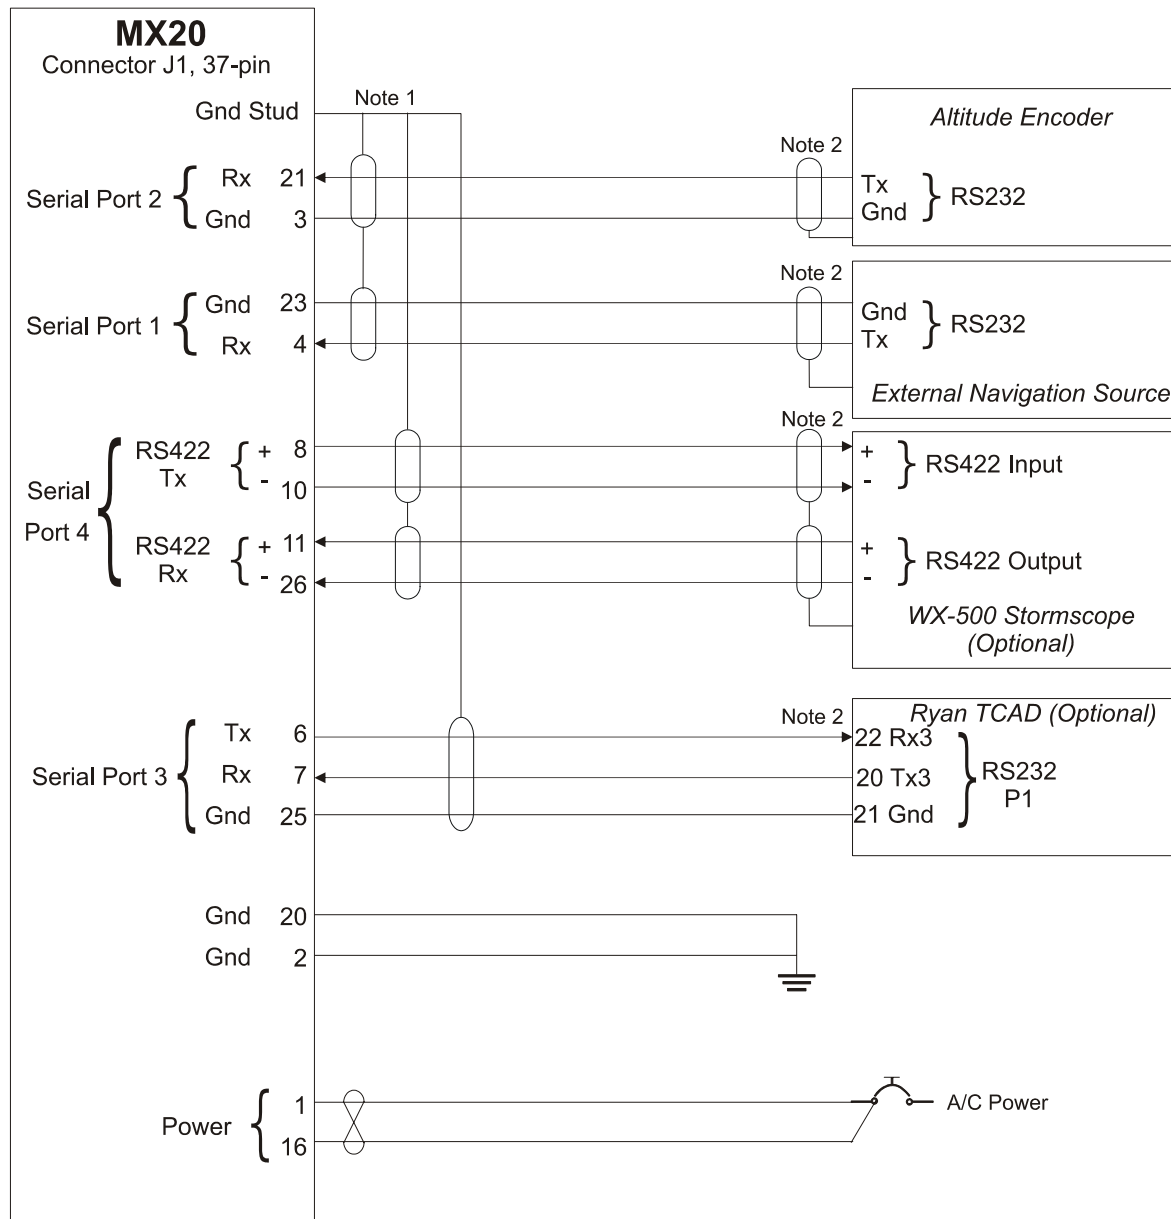 MX20
Connector J1, 37-pin
Gnd Stud
Note 1
Altitude Encoder
Note 2
Serial Port 2 { Rx 21
Gnd 3
Tx
Gnd } RS232
Note 2
Serial Port 1 { Gnd 23
Rx 4
Gnd
Tx } RS232
External Navigation Source
Note 2
Serial
Port 4 {
RS422
Tx { + 8
- 10
+
- } RS422 Input
RS422
Rx { + 11
- 26
+
- } RS422 Output
WX-500 Stormscope
(Optional)
Note 2
Ryan TCAD (Optional)
Serial Port 3 { Tx 6
Rx 7
Gnd 25
22 Rx3
20 Tx3
21 Gnd } RS232
P1
Gnd 20
Gnd 2
Power { 1
16
A/C Power